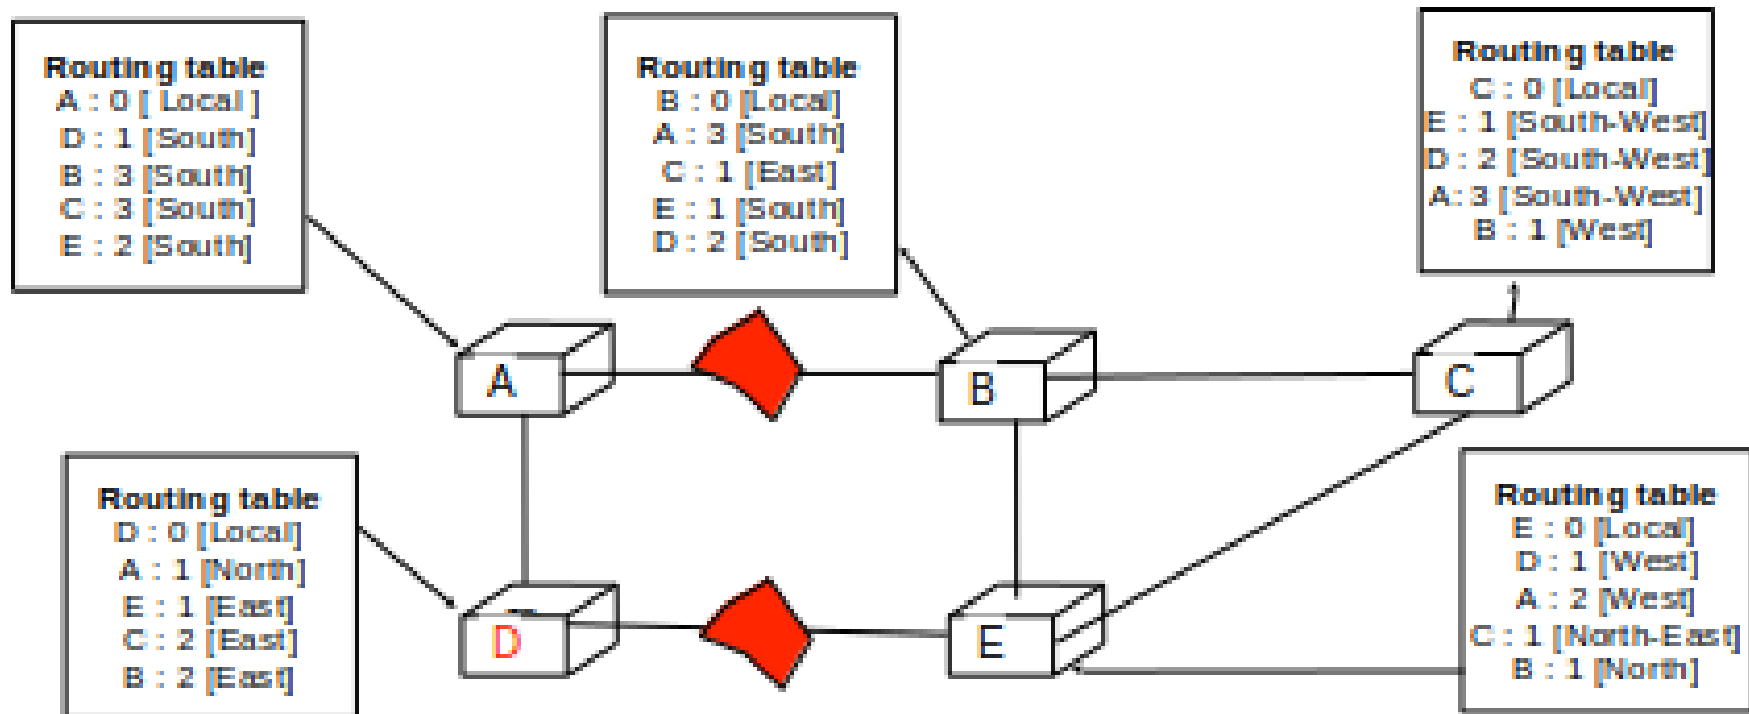 Routing table
A : 0 [ Local ]
D : 1 [South]
B : 3 [South]
C : 3 [South]
E : 2 [South]
Routing table
B : 0 [Local]
A : 3 [South]
C : 1 [East]
E : 1 [South]
D : 2 [South]
Routing table
C : 0 [Local]
E : 1 [South-West]
D : 2 [South-West]
A: 3 [South-West]
B : 1 [West]
A
B
C
Routing table
D : 0 [Local]
A : 1 [North]
E : 1 [East]
C : 2 [East]
B : 2 [East]
D
E
Routing table
E : 0 [Local]
D : 1 [West]
A : 2 [West]
C : 1 [North-East]
B : 1 [North]